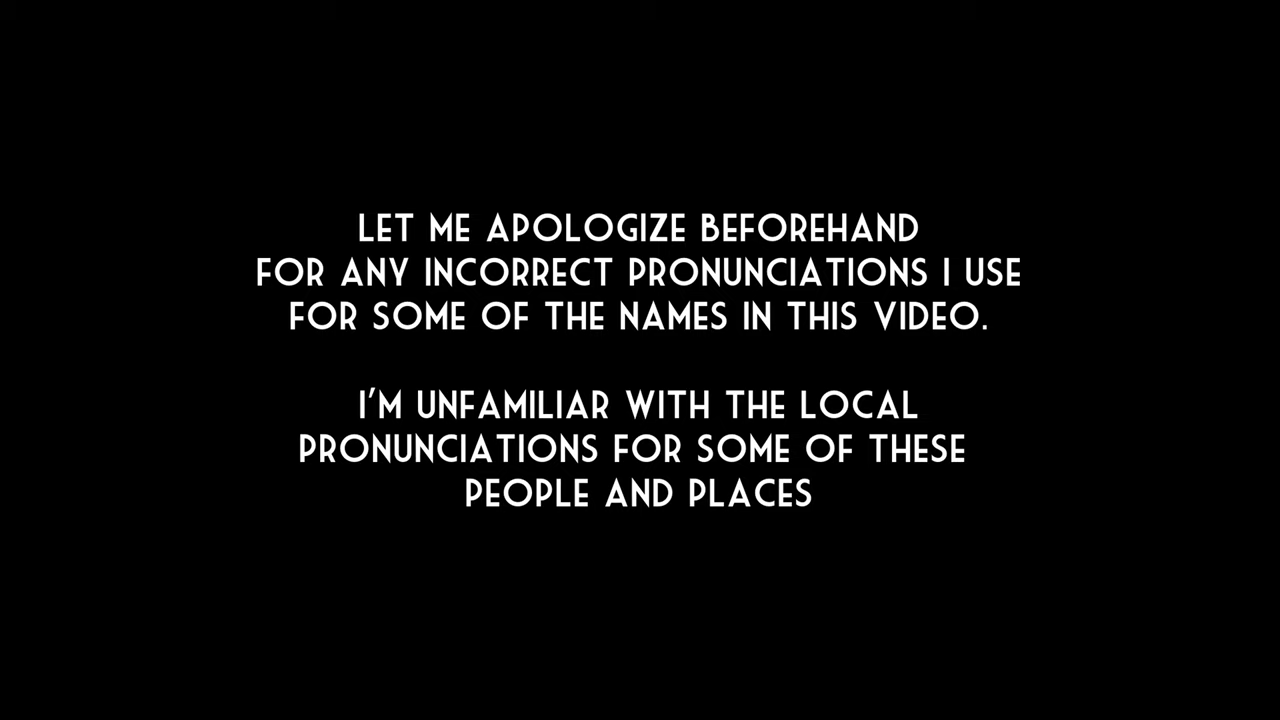 LET ME APOLOGIZE BEFOREHAND
FOR ANY INCORRECT PRONUNCIATIONS I USE
FOR SOME OF THE NAMES IN THIS VIDEO.
I'M UNFAMILIAR WITH THE LOCAL
PRONUNCIATIONS FOR SOME OF THESE
PEOPLE AND PLACES